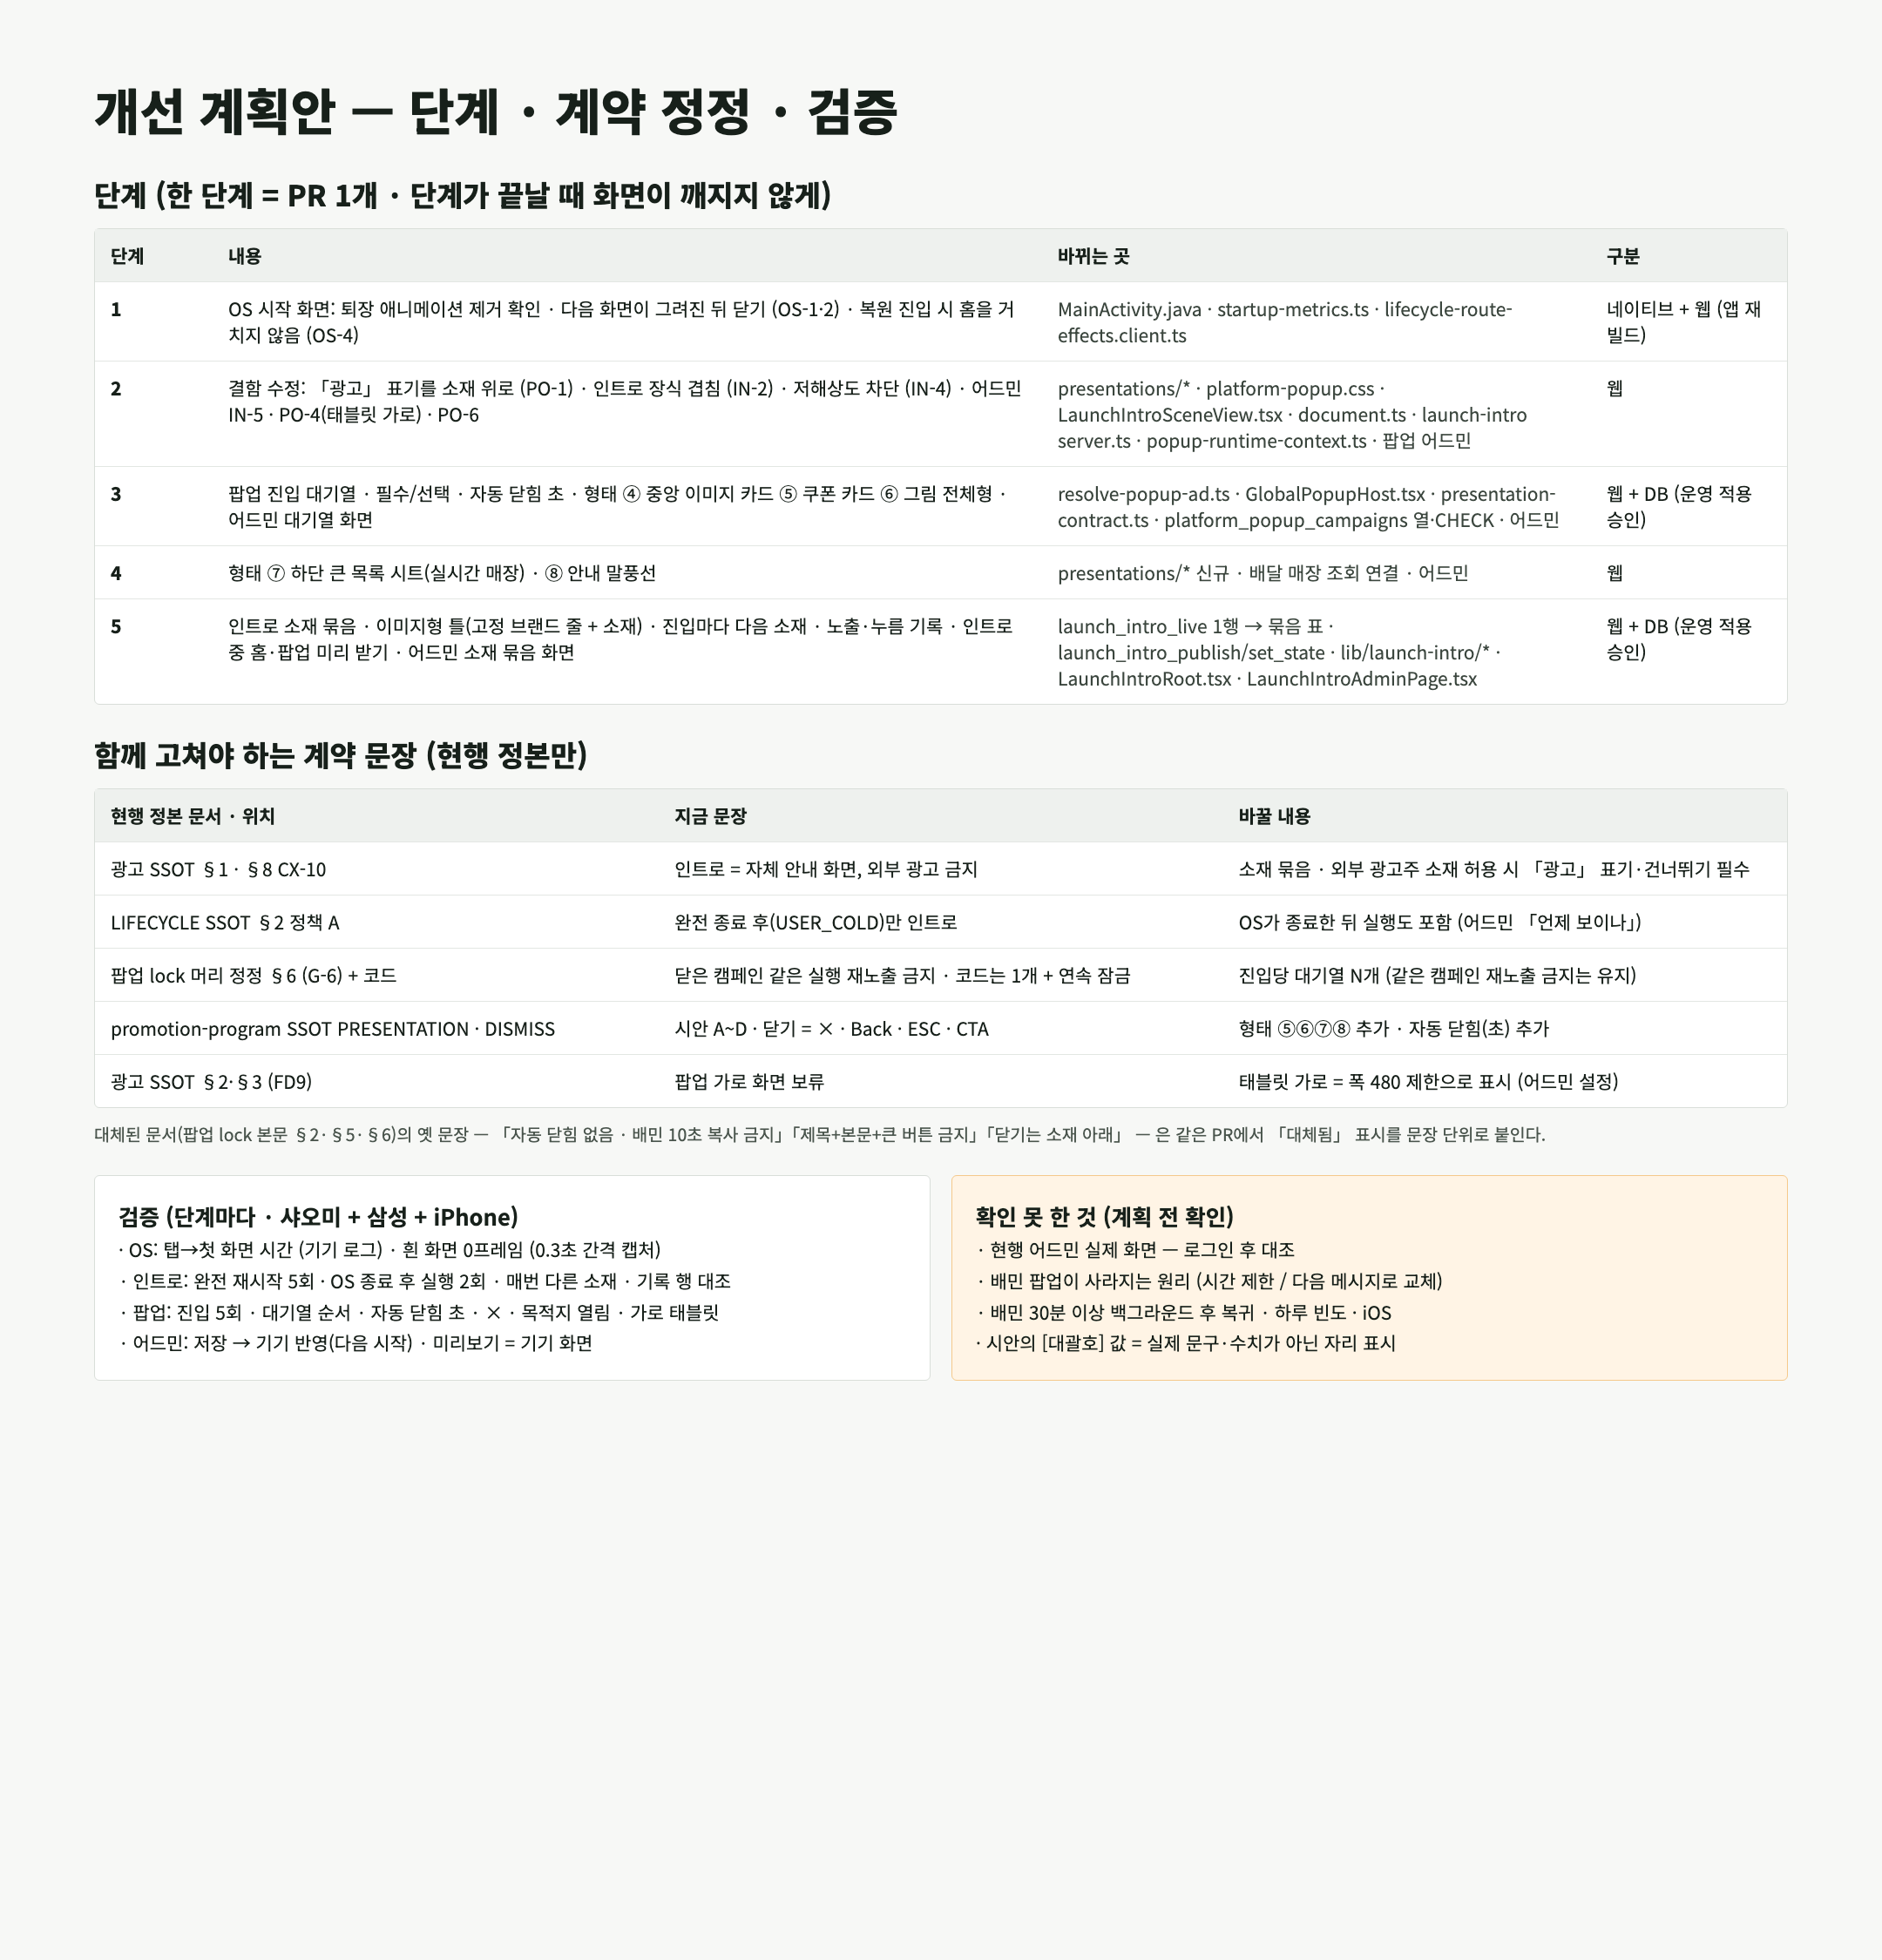 개선 계획안 — 단계 · 계약 정정 · 검증
단계 (한 단계 = PR 1개 · 단계가 끝날 때 화면이 깨지지 않게)
단계 내용 바뀌는 곳 구분
1 OS 시작 화면: 퇴장 애니메이션 제거 확인 · 다음 화면이 그려진 뒤 닫기 (OS-1·2) · 복원 진입 시 홈을 거 MainActivity.java · startup-metrics.ts · lifecycle-route- 네이티브 + 웹 (앱 재
치지 않음 (OS-4) effects.client.ts 빌드)
2 결함 수정: 「광고」 표기를 소재 위로 (PO-1) · 인트로 장식 겹침 (IN-2) · 저해상도 차단 (IN-4) · 어드민 presentations/* · platform-popup.css · 웹
IN-5 · PO-4(태블릿 가로) · PO-6 LaunchIntroSceneView.tsx · document.ts · launch-intro
server.ts · popup-runtime-context.ts · 팝업 어드민
3 팝업 진입 대기열 · 필수/선택 · 자동 닫힘 초 · 형태 ④ 중앙 이미지 카드 ⑤ 쿠폰 카드 ⑥ 그림 전체형 · resolve-popup-ad.ts · GlobalPopupHost.tsx · presentation- 웹 + DB (운영 적용
어드민 대기열 화면 contract.ts · platform_popup_campaigns 열·CHECK · 어드민 승인)
4 형태 ⑦ 하단 큰 목록 시트(실시간 매장) · ⑧ 안내 말풍선 presentations/* 신규 · 배달 매장 조회 연결 · 어드민 웹
5 인트로 소재 묶음 · 이미지형 틀(고정 브랜드 줄 + 소재) · 진입마다 다음 소재 · 노출·누름 기록 · 인트로 launch_intro_live 1행 → 묶음 표 · 웹 + DB (운영 적용
중 홈·팝업 미리 받기 · 어드민 소재 묶음 화면 launch_intro_publish/set_state · lib/launch-intro/* · 승인)
LaunchIntroRoot.tsx · LaunchIntroAdminPage.tsx
함께 고쳐야 하는 계약 문장 (현행 정본만)
현행 정본 문서 · 위치 지금 문장 바꿀 내용
광고 SSOT §1 · §8 CX-10 인트로 = 자체 안내 화면, 외부 광고 금지 소재 묶음 · 외부 광고주 소재 허용 시 「광고」 표기·건너뛰기 필수
LIFECYCLE SSOT §2 정책 A 완전 종료 후(USER_COLD)만 인트로 OS가 종료한 뒤 실행도 포함 (어드민 「언제 보이나」)
팝업 lock 머리 정정 §6 (G-6) + 코드 닫은 캠페인 같은 실행 재노출 금지 · 코드는 1개 + 연속 잠금 진입당 대기열 N개 (같은 캠페인 재노출 금지는 유지)
promotion-program SSOT PRESENTATION · DISMISS 시안 A~D · 닫기 = × · Back · ESC · CTA 형태 ⑤⑥⑦⑧ 추가 · 자동 닫힘(초) 추가
광고 SSOT §2·§3 (FD9) 팝업 가로 화면 보류 태블릿 가로 = 폭 480 제한으로 표시 (어드민 설정)
대체된 문서(팝업 lock 본문 §2·§5·§6)의 옛 문장 — 「자동 닫힘 없음 · 배민 10초 복사 금지」「제목+본문+큰 버튼 금지」「닫기는 소재 아래」 — 은 같은 PR에서 「대체됨」 표시를 문장 단위로 붙인다.
검증 (단계마다 · 샤오미 + 삼성 + iPhone)
· OS: 탭→첫 화면 시간 (기기 로그) · 흰 화면 0프레임 (0.3초 간격 캡처)
· 인트로: 완전 재시작 5회 · OS 종료 후 실행 2회 · 매번 다른 소재 · 기록 행 대조
· 팝업: 진입 5회 · 대기열 순서 · 자동 닫힘 초 · × · 목적지 열림 · 가로 태블릿
· 어드민: 저장 → 기기 반영(다음 시작) · 미리보기 = 기기 화면
확인 못 한 것 (계획 전 확인)
· 현행 어드민 실제 화면 — 로그인 후 대조
· 배민 팝업이 사라지는 원리 (시간 제한 / 다음 메시지로 교체)
· 배민 30분 이상 백그라운드 후 복귀 · 하루 빈도 · iOS
· 시안의 [대괄호] 값 = 실제 문구·수치가 아닌 자리 표시